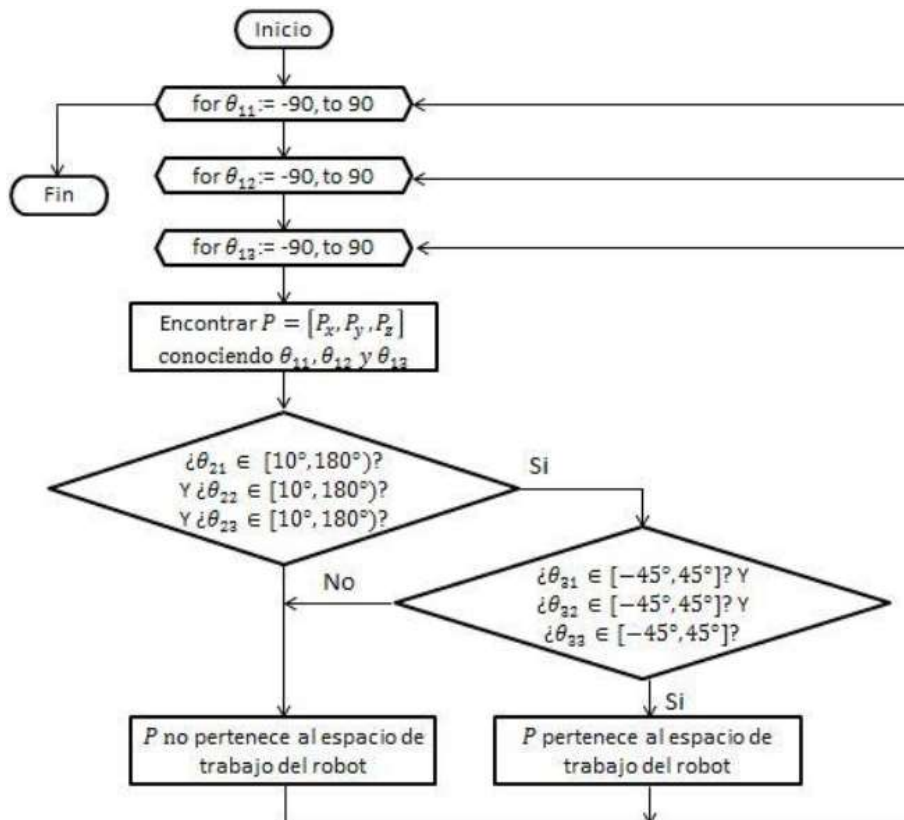 Inicio
for θ₁₁:= -90, to 90
Fin
for θ₁₂:= -90, to 90
for θ₁₃:= -90, to 90
Encontrar P = [Pₓ, Pᵧ, P_z]
conociendo θ₁₁, θ₁₂ y θ₁₃
¿θ₂₁ ∈ [10°, 180°)?
Y ¿θ₂₂ ∈ [10°, 180°)?
Y ¿θ₂₃ ∈ [10°, 180°)?
Si
¿θ₃₁ ∈ [−45°, 45°]? Y
¿θ₃₂ ∈ [−45°, 45°]? Y
¿θ₃₃ ∈ [−45°, 45°]?
No
Si
P no pertenece al espacio de
trabajo del robot
P pertenece al espacio de
trabajo del robot